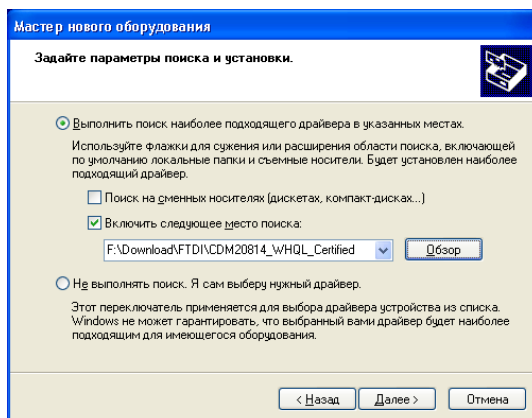 Мастер нового оборудования
Задайте параметры поиска и установки.
Выполнить поиск наиболее подходящего драйвера в указанных местах.
Используйте флажки для сужения или расширения области поиска, включающей
по умолчанию локальные папки и съемные носители. Будет установлен наиболее
подходящий драйвер.
Поиск на сменных носителях (дискетах, компакт-дисках...)
Включить следующее место поиска:
F:\Download\FTDI\CDM20814_WHQL_Certified
Обзор
Не выполнять поиск. Я сам выберу нужный драйвер.
Этот переключатель применяется для выбора драйвера устройства из списка.
Windows не может гарантировать, что выбранный вами драйвер будет наиболее
подходящим для имеющегося оборудования.
< Назад Далее > Отмена